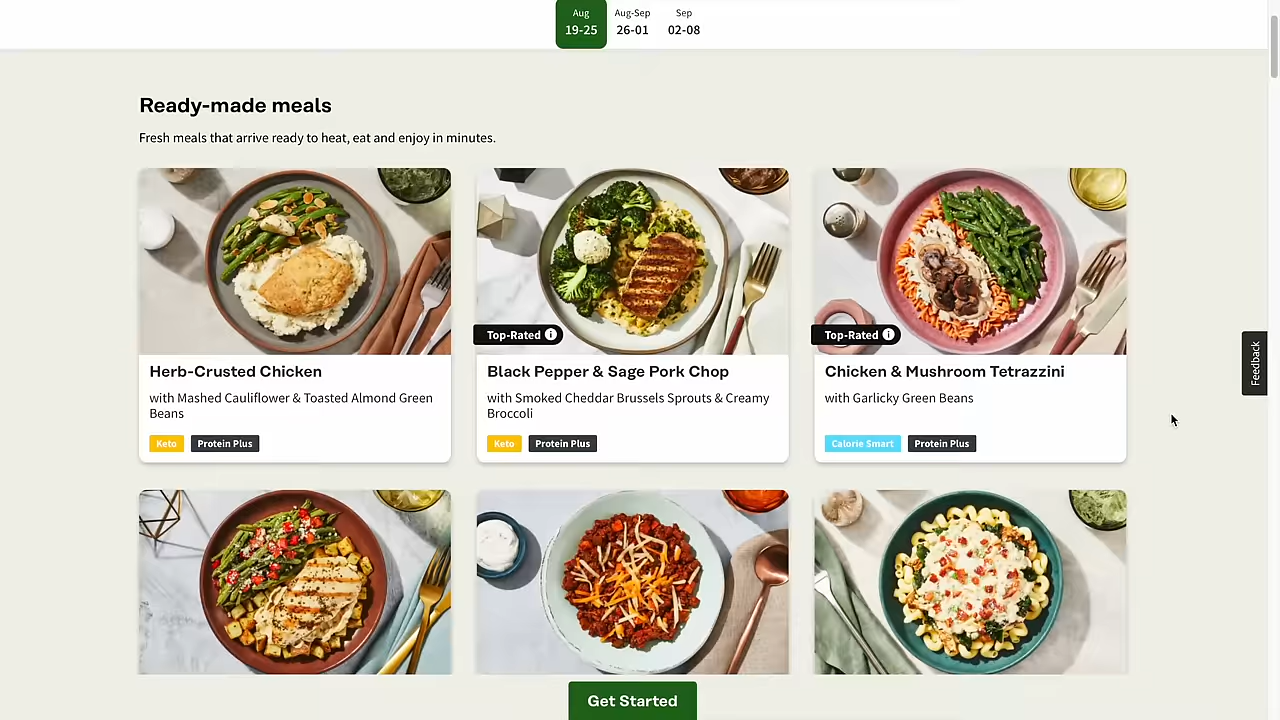 Aug
19-25
Aug-Sep
26-01
Sep
02-08
Ready-made meals
Fresh meals that arrive ready to heat, eat and enjoy in minutes.
Top-Rated
Top-Rated
Herb-Crusted Chicken
with Mashed Cauliflower & Toasted Almond Green
Beans
Keto
Protein Plus
Black Pepper & Sage Pork Chop
with Smoked Cheddar Brussels Sprouts & Creamy
Broccoli
Keto
Protein Plus
Chicken & Mushroom Tetrazzini
with Garlicky Green Beans
Calorie Smart
Protein Plus
Feedback
Get Started